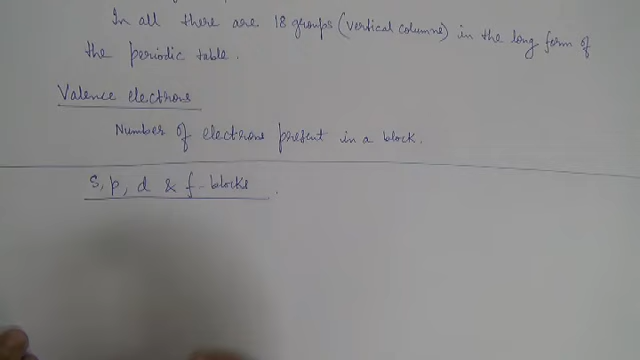 In all there are 18 groups (vertical columns) in the long form of
the periodic table.
Valence electrons
Number of electrons present in a block.
s, p, d & f-blocks